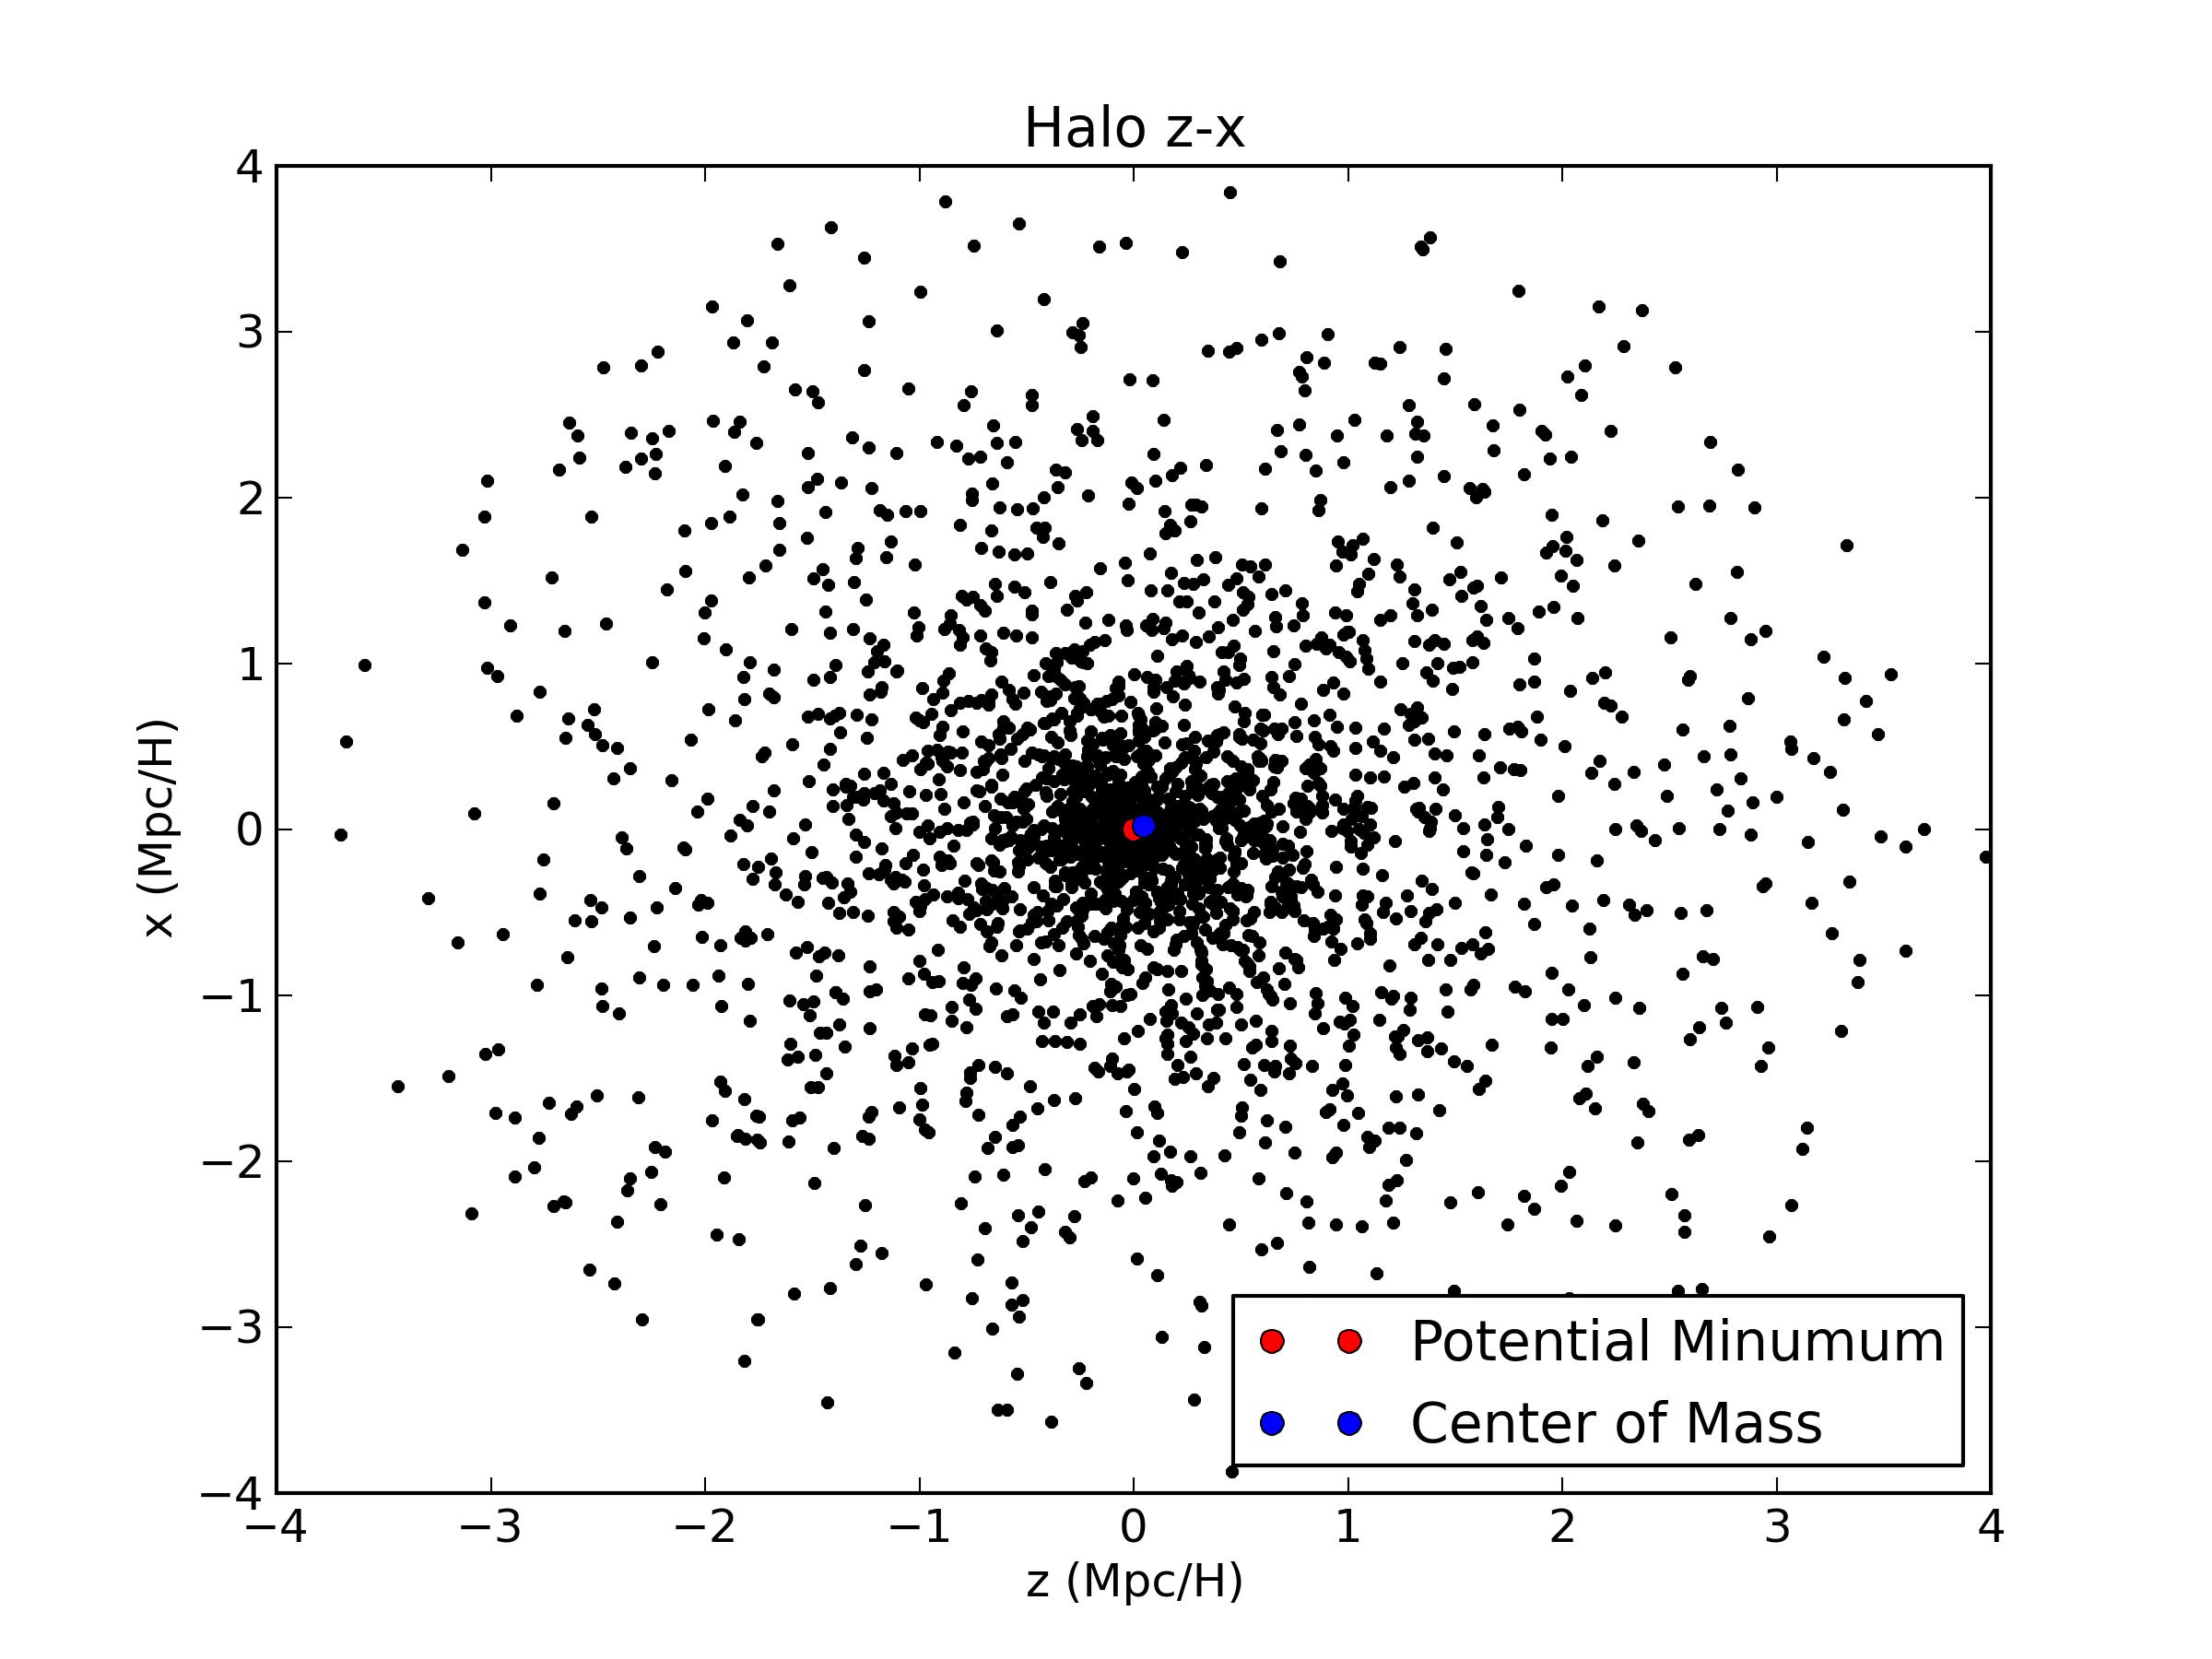 Halo z-x
4
3
2
1
0
−1
−2
−3
−4
x (Mpc/H)
−4 −3 −2 −1 0 1 2 3 4
z (Mpc/H)
Potential Minumum
Center of Mass